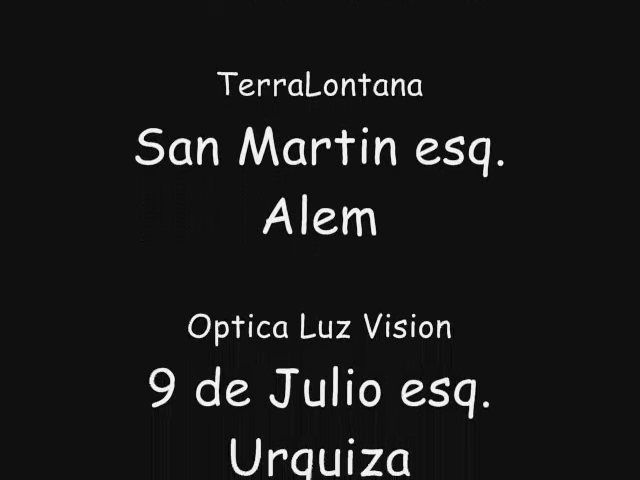 TerraLontana
San Martin esq.
Alem
Optica Luz Vision
9 de Julio esq.
Urquiza